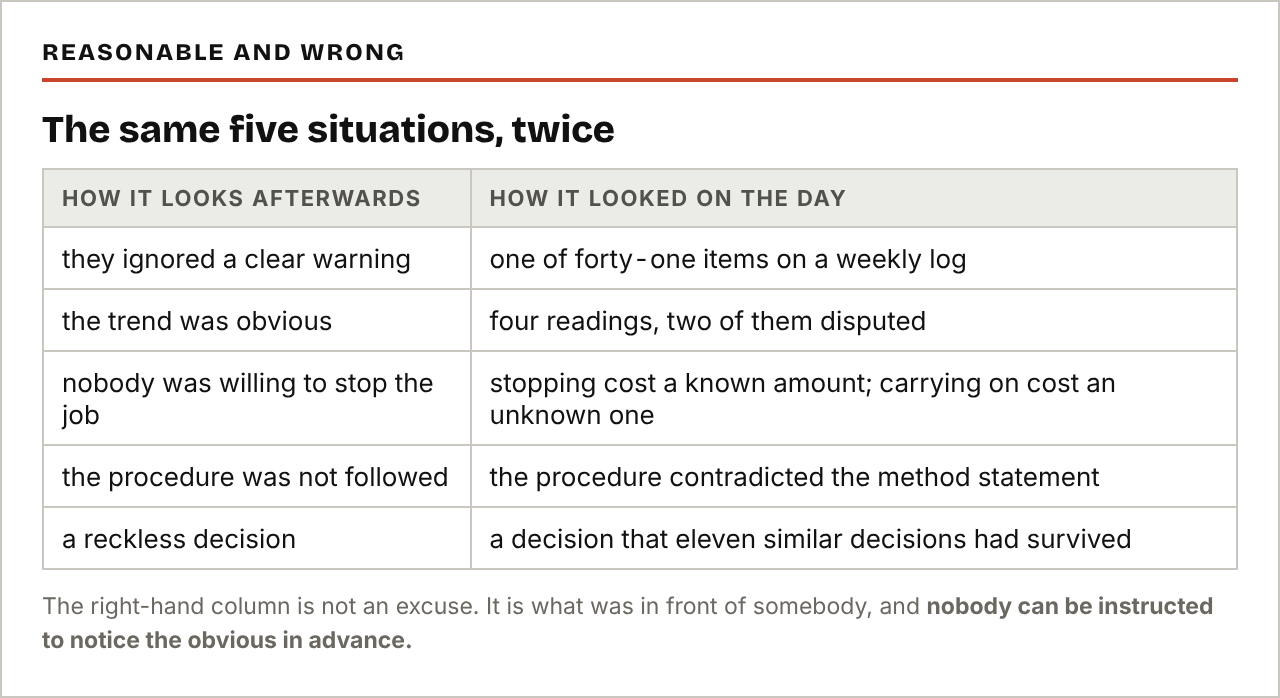 REASONABLE AND WRONG
The same five situations, twice
HOW IT LOOKS AFTERWARDS
HOW IT LOOKED ON THE DAY
they ignored a clear warning
one of forty-one items on a weekly log
the trend was obvious
four readings, two of them disputed
nobody was willing to stop the
job
stopping cost a known amount; carrying on cost an
unknown one
the procedure was not followed
the procedure contradicted the method statement
a reckless decision
a decision that eleven similar decisions had survived
The right-hand column is not an excuse. It is what was in front of somebody, and nobody can be instructed
to notice the obvious in advance.